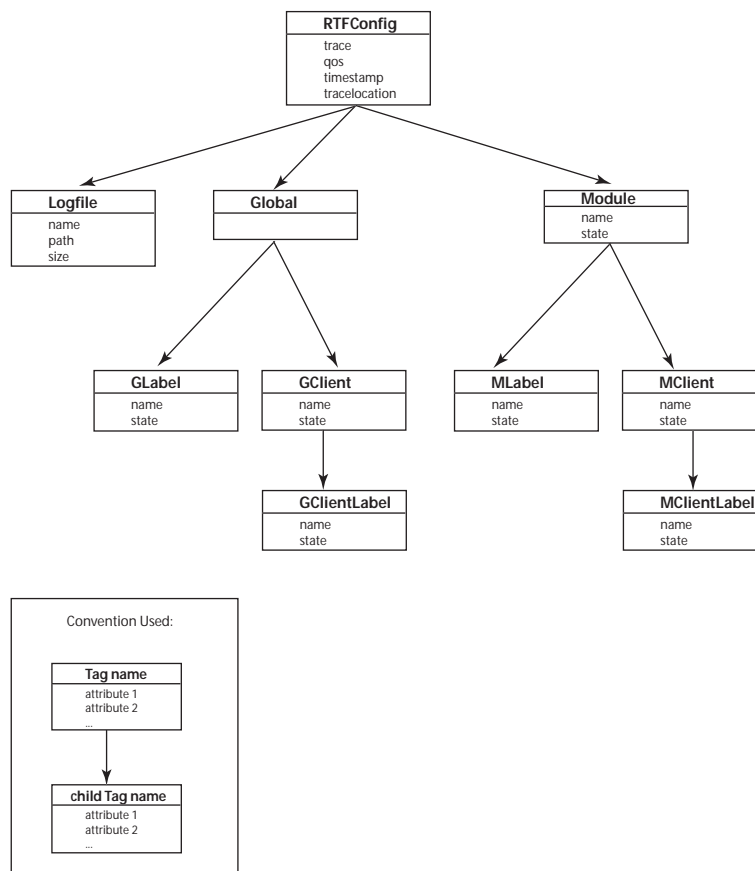 RTFConfig
trace
qos
timestamp
tracelocation
Logfile
name
path
size
Global
Module
name
state
GLabel
name
state
GClient
name
state
MLabel
name
state
MClient
name
state
GClientLabel
name
state
MClientLabel
name
state
Convention Used:
Tag name
attribute 1
attribute 2
...
child Tag name
attribute 1
attribute 2
...